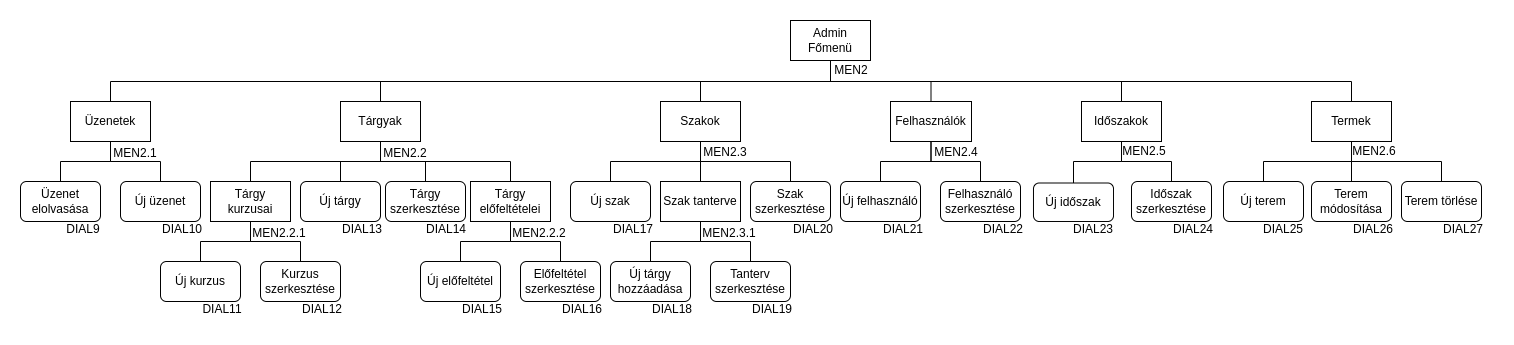 Admin
Főmenü
MEN2
Üzenetek
Tárgyak
Szakok
Felhasználók
Időszakok
Termek
MEN2.1
MEN2.2
MEN2.3
MEN2.4
MEN2.5
MEN2.6
Üzenet
elolvasása
Új üzenet
Tárgy
kurzusai
Új tárgy
Tárgy
szerkesztése
Tárgy
előfeltételei
Új szak
Szak tanterve
Szak
szerkesztése
Új felhasználó
Felhasználó
szerkesztése
Új időszak
Időszak
szerkesztése
Új terem
Terem
módosítása
Terem törlése
DIAL9
DIAL10
MEN2.2.1
DIAL13
DIAL14
MEN2.2.2
DIAL17
MEN2.3.1
DIAL20
DIAL21
DIAL22
DIAL23
DIAL24
DIAL25
DIAL26
DIAL27
Új kurzus
Kurzus
szerkesztése
Új előfeltétel
Előfeltétel
szerkesztése
Új tárgy
hozzáadása
Tanterv
szerkesztése
DIAL11
DIAL12
DIAL15
DIAL16
DIAL18
DIAL19